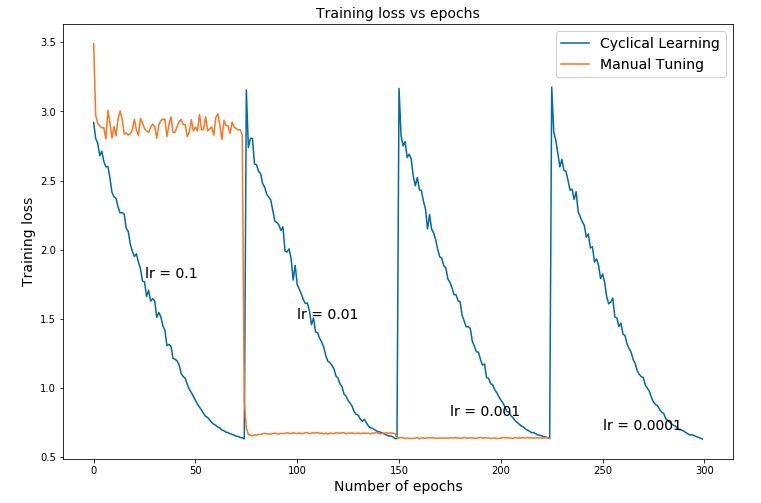 Training loss vs epochs
Cyclical Learning
Manual Tuning
3.5
3.0
2.5
2.0
1.5
1.0
0.5
Training loss
lr = 0.1
lr = 0.01
lr = 0.001
lr = 0.0001
0
50
100
150
200
250
300
Number of epochs